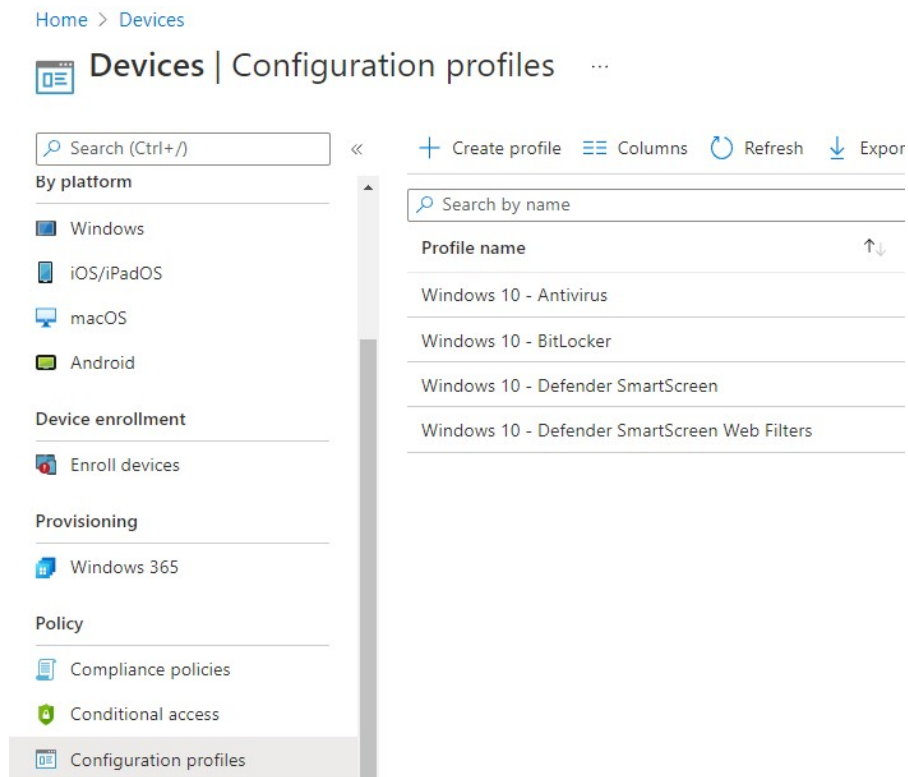 Home > Devices
Devices | Configuration profiles ...
Search (Ctrl+/)
«
By platform
Windows
iOS/iPadOS
macOS
Android
Device enrollment
Enroll devices
Provisioning
Windows 365
Policy
Compliance policies
Conditional access
Configuration profiles
+ Create profile
Columns
Refresh
Expor
Search by name
Profile name ↑↓
Windows 10 - Antivirus
Windows 10 - BitLocker
Windows 10 - Defender SmartScreen
Windows 10 - Defender SmartScreen Web Filters